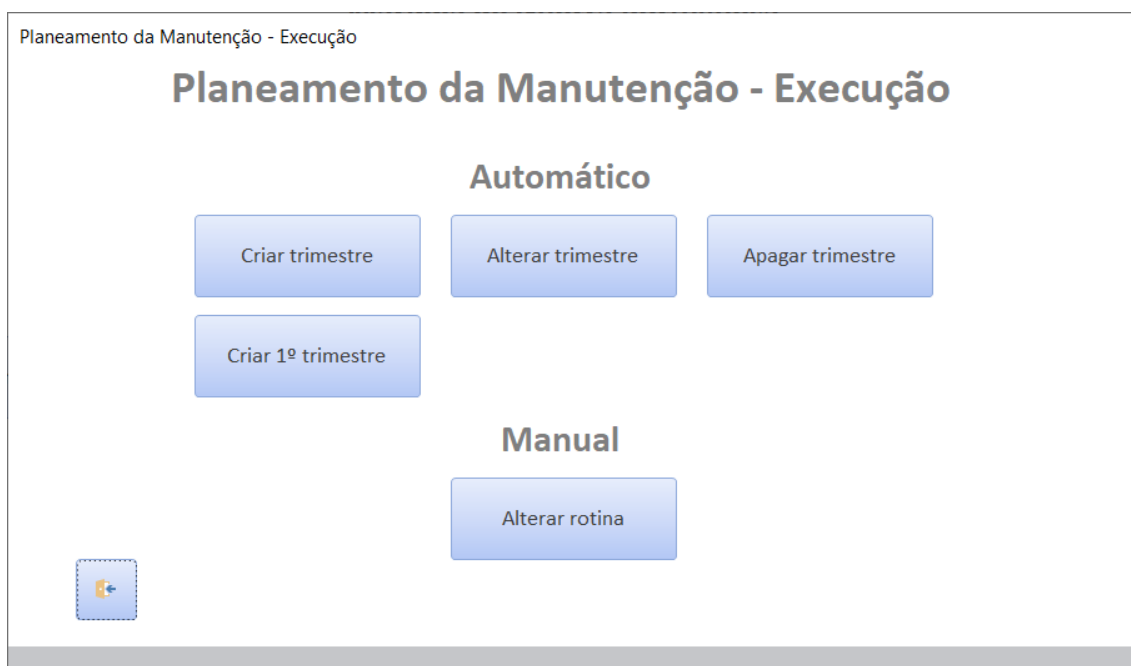 Planeamento da Manutenção - Execução
Planeamento da Manutenção - Execução
Automático
Criar trimestre
Alterar trimestre
Apagar trimestre
Criar 1º trimestre
Manual
Alterar rotina